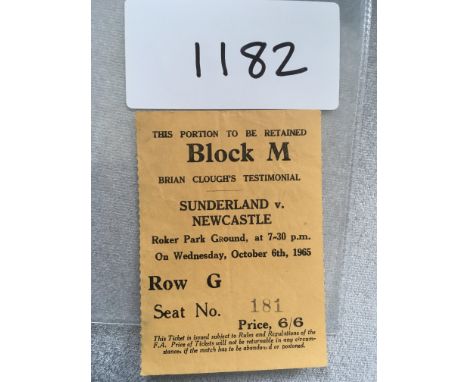 1182
THIS PORTION TO BE RETAINED
Block M
BRIAN CLOUGH'S TESTIMONIAL
SUNDERLAND v.
NEWCASTLE
Roker Park Ground, at 7-30 p.m.
On Wednesday, October 6th, 1965
Row G
Seat No. 181
Price, 6/6
This Ticket is issued subject to Rules and Regulations of the
F.A. Price of Tickets will not be returnable in any circum-
stances if the match has to be abandoned or postponed.